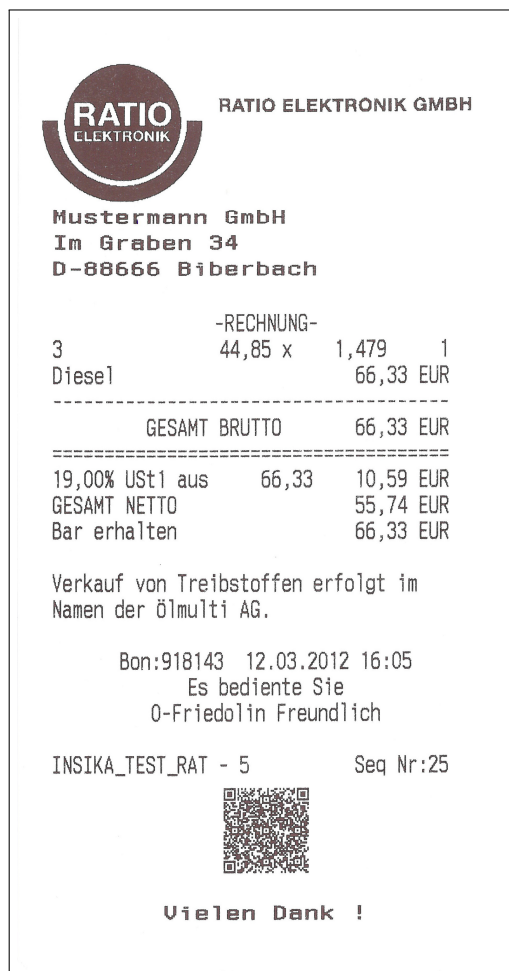 RATIO
ELEKTRONIK
RATIO ELEKTRONIK GMBH
Mustermann GmbH
Im Graben 34
D-88666 Biberbach
-RECHNUNG-
3 44,85 x 1,479 1
Diesel 66,33 EUR
GESAMT BRUTTO 66,33 EUR
19,00% USt1 aus 66,33 10,59 EUR
GESAMT NETTO 55,74 EUR
Bar erhalten 66,33 EUR
Verkauf von Treibstoffen erfolgt im
Namen der Ölmulti AG.
Bon:918143 12.03.2012 16:05
Es bediente Sie
0-Friedolin Freundlich
INSIKA_TEST_RAT - 5 Seq Nr:25
Vielen Dank !